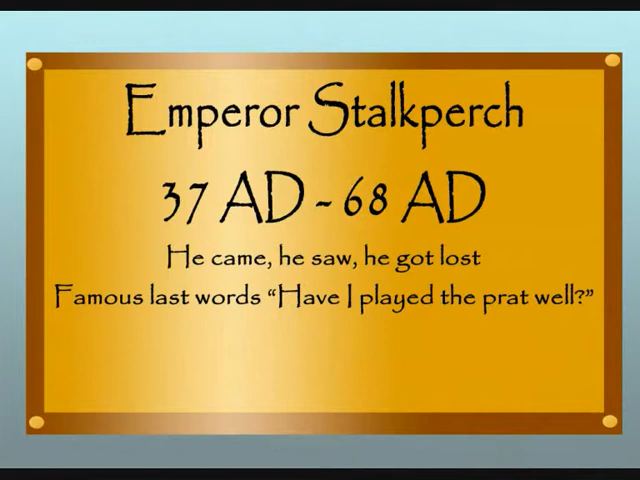 Emperor Stalkperch
37 AD - 68 AD
He came, he saw, he got lost
Famous last words “Have I played the prat well?”